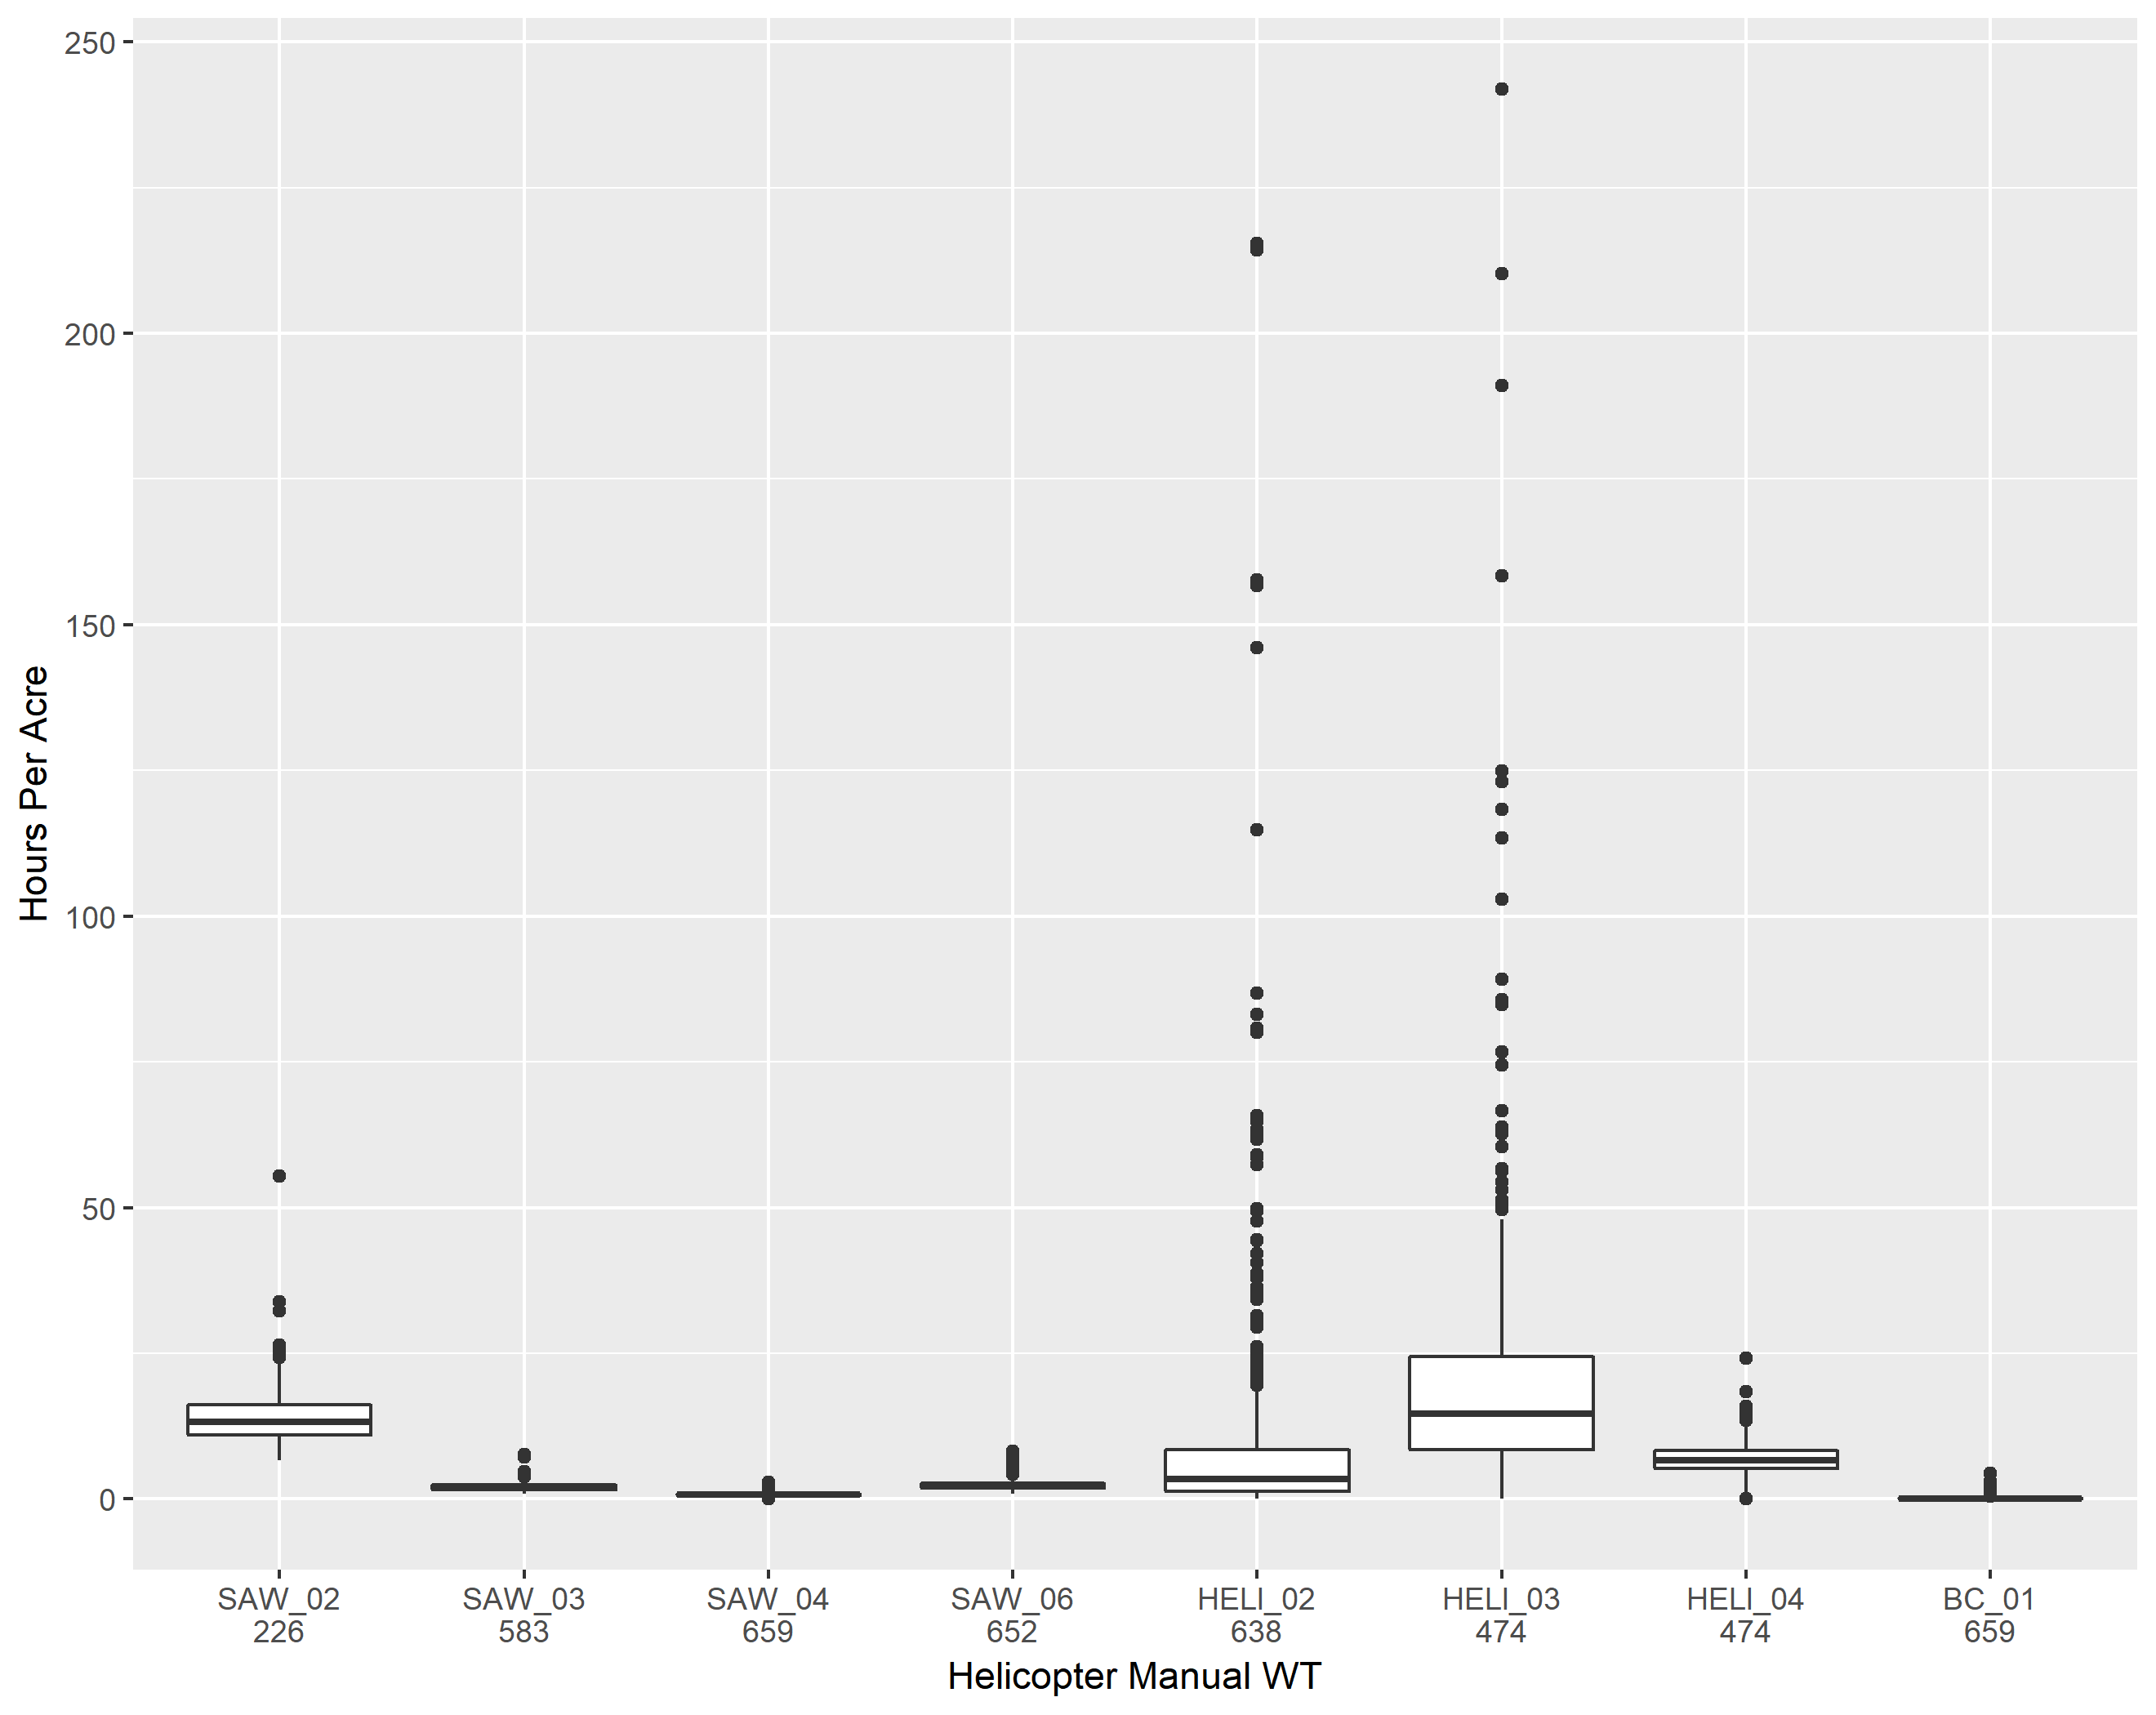 250
200
150
100
50
0
Hours Per Acre
SAW_02 SAW_03 SAW_04 SAW_06 HELI_02 HELI_03 HELI_04 BC_01
226 583 659 652 638 474 474 659
Helicopter Manual WT